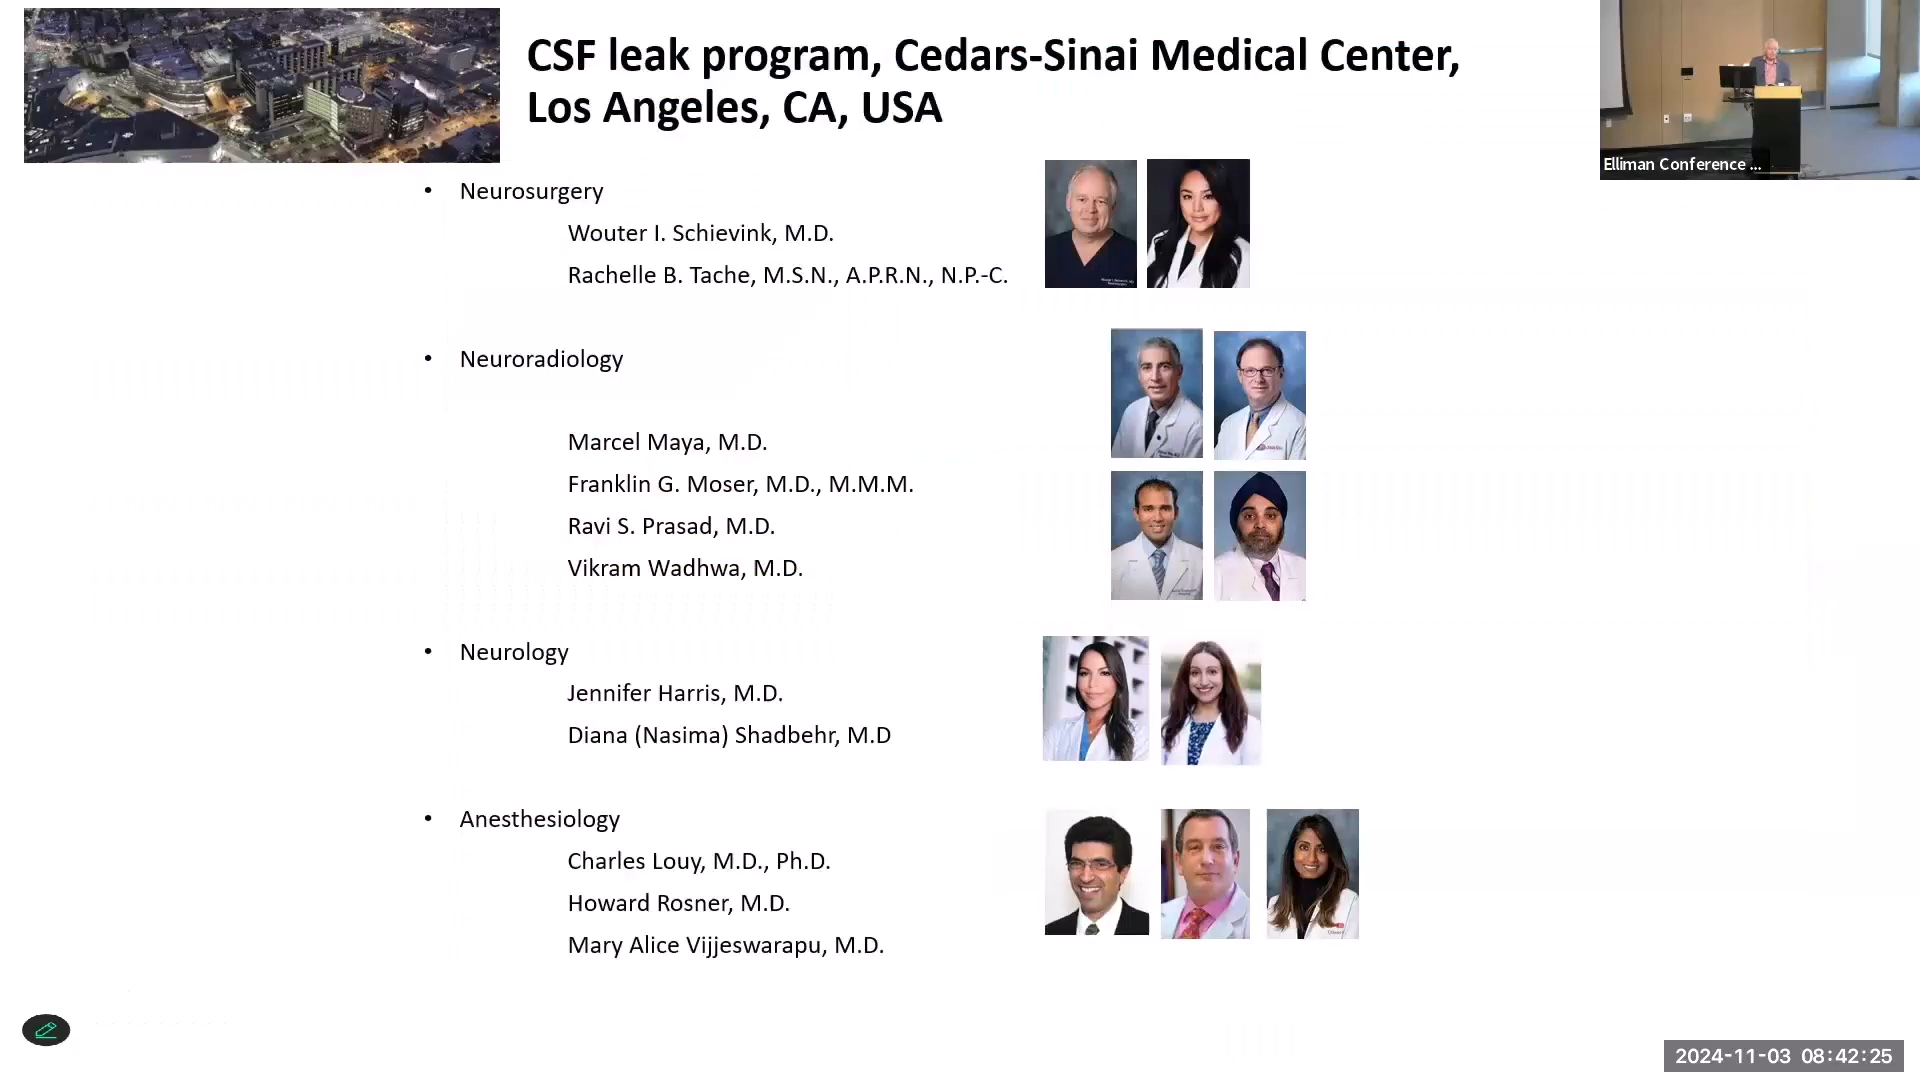 CSF leak program, Cedars-Sinai Medical Center,
Los Angeles, CA, USA
Elliman Conference ...
• Neurosurgery
Wouter I. Schievink, M.D.
Rachelle B. Tache, M.S.N., A.P.R.N., N.P.-C.
• Neuroradiology
Marcel Maya, M.D.
Franklin G. Moser, M.D., M.M.M.
Ravi S. Prasad, M.D.
Vikram Wadhwa, M.D.
• Neurology
Jennifer Harris, M.D.
Diana (Nasima) Shadbehr, M.D
• Anesthesiology
Charles Louy, M.D., Ph.D.
Howard Rosner, M.D.
Mary Alice Vijjeswarapu, M.D.
2024-11-03 08:42:25